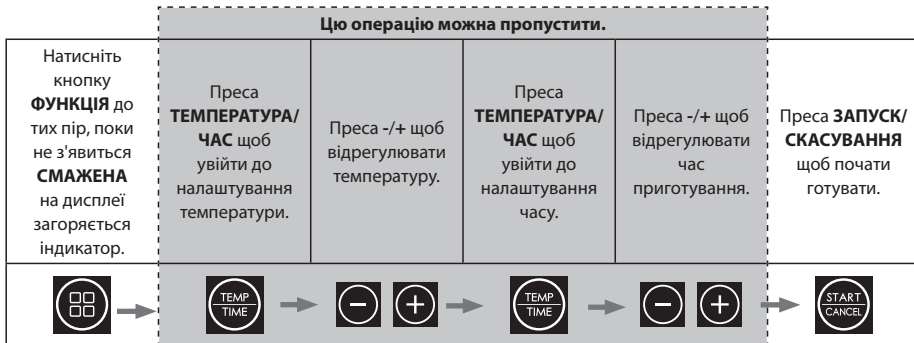 Цю операцію можна пропустити.
Натисніть
кнопку
ФУНКЦІЯ до
тих пір, поки
не з'явиться
СМАЖЕНА
на дисплеї
загоряється
індикатор.
Преса
ТЕМПЕРАТУРА/
ЧАС щоб
увійти до
налаштування
температури.
Преса -/+ щоб
відрегулювати
температуру.
Преса
ТЕМПЕРАТУРА/
ЧАС щоб
увійти до
налаштування
часу.
Преса -/+ щоб
відрегулювати
час
приготування.
Преса ЗАПУСК/
СКАСУВАННЯ
щоб почати
готувати.
TEMP
TIME
− +
TEMP
TIME
− +
START
CANCEL